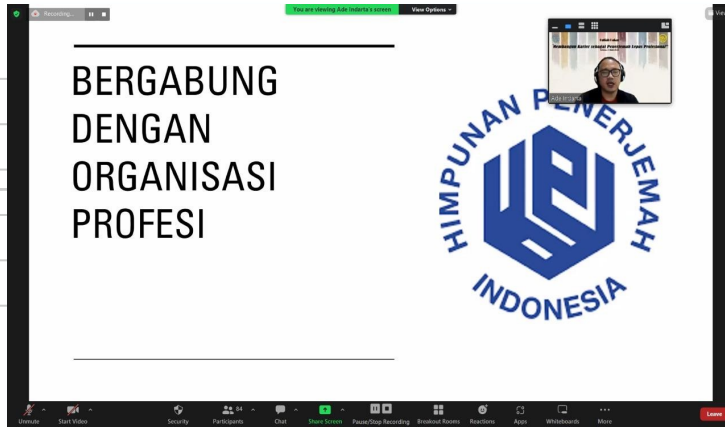 Recording...
You are viewing Ade Indarta's screen
View Options
View
Ade Indarta
BERGABUNG
DENGAN
ORGANISASI
PROFESI
HIMPUNAN PENERJEMAH
INDONESIA
Unmute
Start Video
Security
Participants
84
Chat
Share Screen
Pause/Stop Recording
Breakout Rooms
Reactions
Apps
Whiteboards
More
Leave